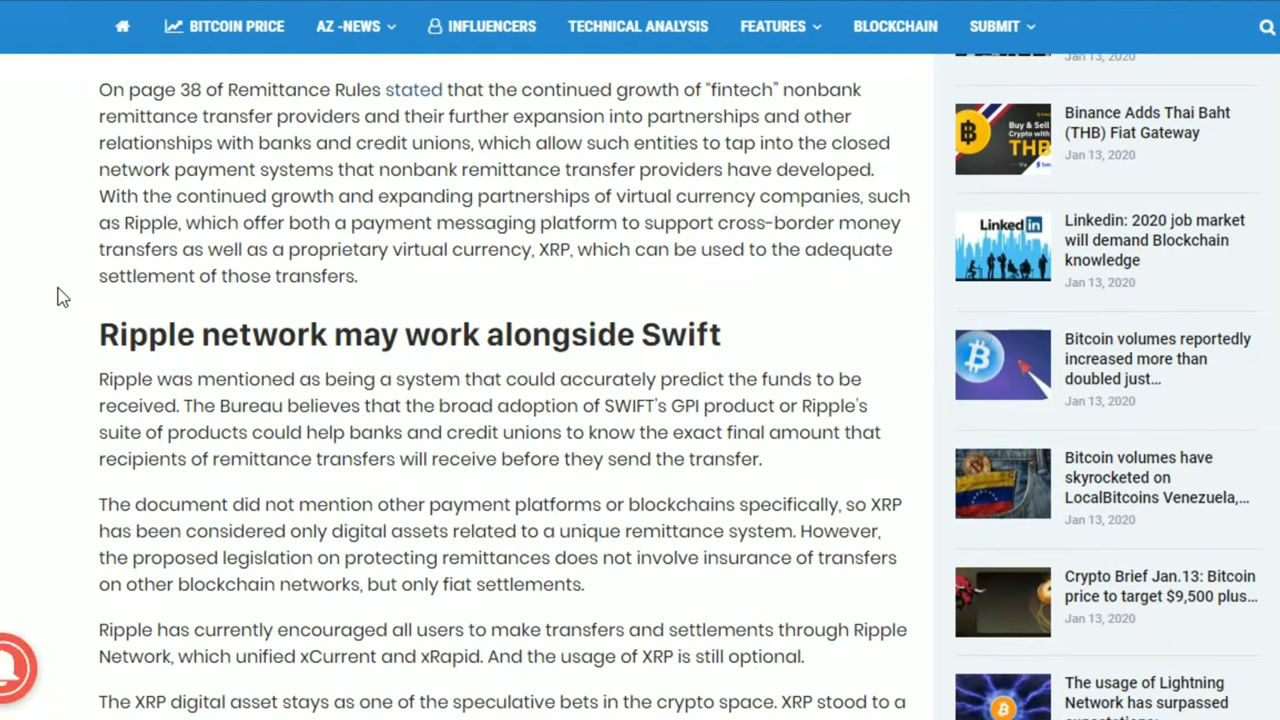 BITCOIN PRICE AZ -NEWS INFLUENCERS TECHNICAL ANALYSIS FEATURES BLOCKCHAIN SUBMIT
On page 38 of Remittance Rules stated that the continued growth of “fintech” nonbank
remittance transfer providers and their further expansion into partnerships and other
relationships with banks and credit unions, which allow such entities to tap into the closed
network payment systems that nonbank remittance transfer providers have developed.
With the continued growth and expanding partnerships of virtual currency companies, such
as Ripple, which offer both a payment messaging platform to support cross-border money
transfers as well as a proprietary virtual currency, XRP, which can be used to the adequate
settlement of those transfers.
Ripple network may work alongside Swift
Ripple was mentioned as being a system that could accurately predict the funds to be
received. The Bureau believes that the broad adoption of SWIFT’s GPI product or Ripple’s
suite of products could help banks and credit unions to know the exact final amount that
recipients of remittance transfers will receive before they send the transfer.
The document did not mention other payment platforms or blockchains specifically, so XRP
has been considered only digital assets related to a unique remittance system. However,
the proposed legislation on protecting remittances does not involve insurance of transfers
on other blockchain networks, but only fiat settlements.
Ripple has currently encouraged all users to make transfers and settlements through Ripple
Network, which unified xCurrent and xRapid. And the usage of XRP is still optional.
The XRP digital asset stays as one of the speculative bets in the crypto space. XRP stood to a
Jan 13, 2020
Buy & Sell
Crypto with
THB
Binance Adds Thai Baht
(THB) Fiat Gateway
Jan 13, 2020
Linked in
Linkedin: 2020 job market
will demand Blockchain
knowledge
Jan 13, 2020
Bitcoin volumes reportedly
increased more than
doubled just...
Jan 13, 2020
Bitcoin volumes have
skyrocketed on
LocalBitcoins Venezuela,...
Jan 13, 2020
Crypto Brief Jan.13: Bitcoin
price to target $9,500 plus...
Jan 13, 2020
The usage of Lightning
Network has surpassed